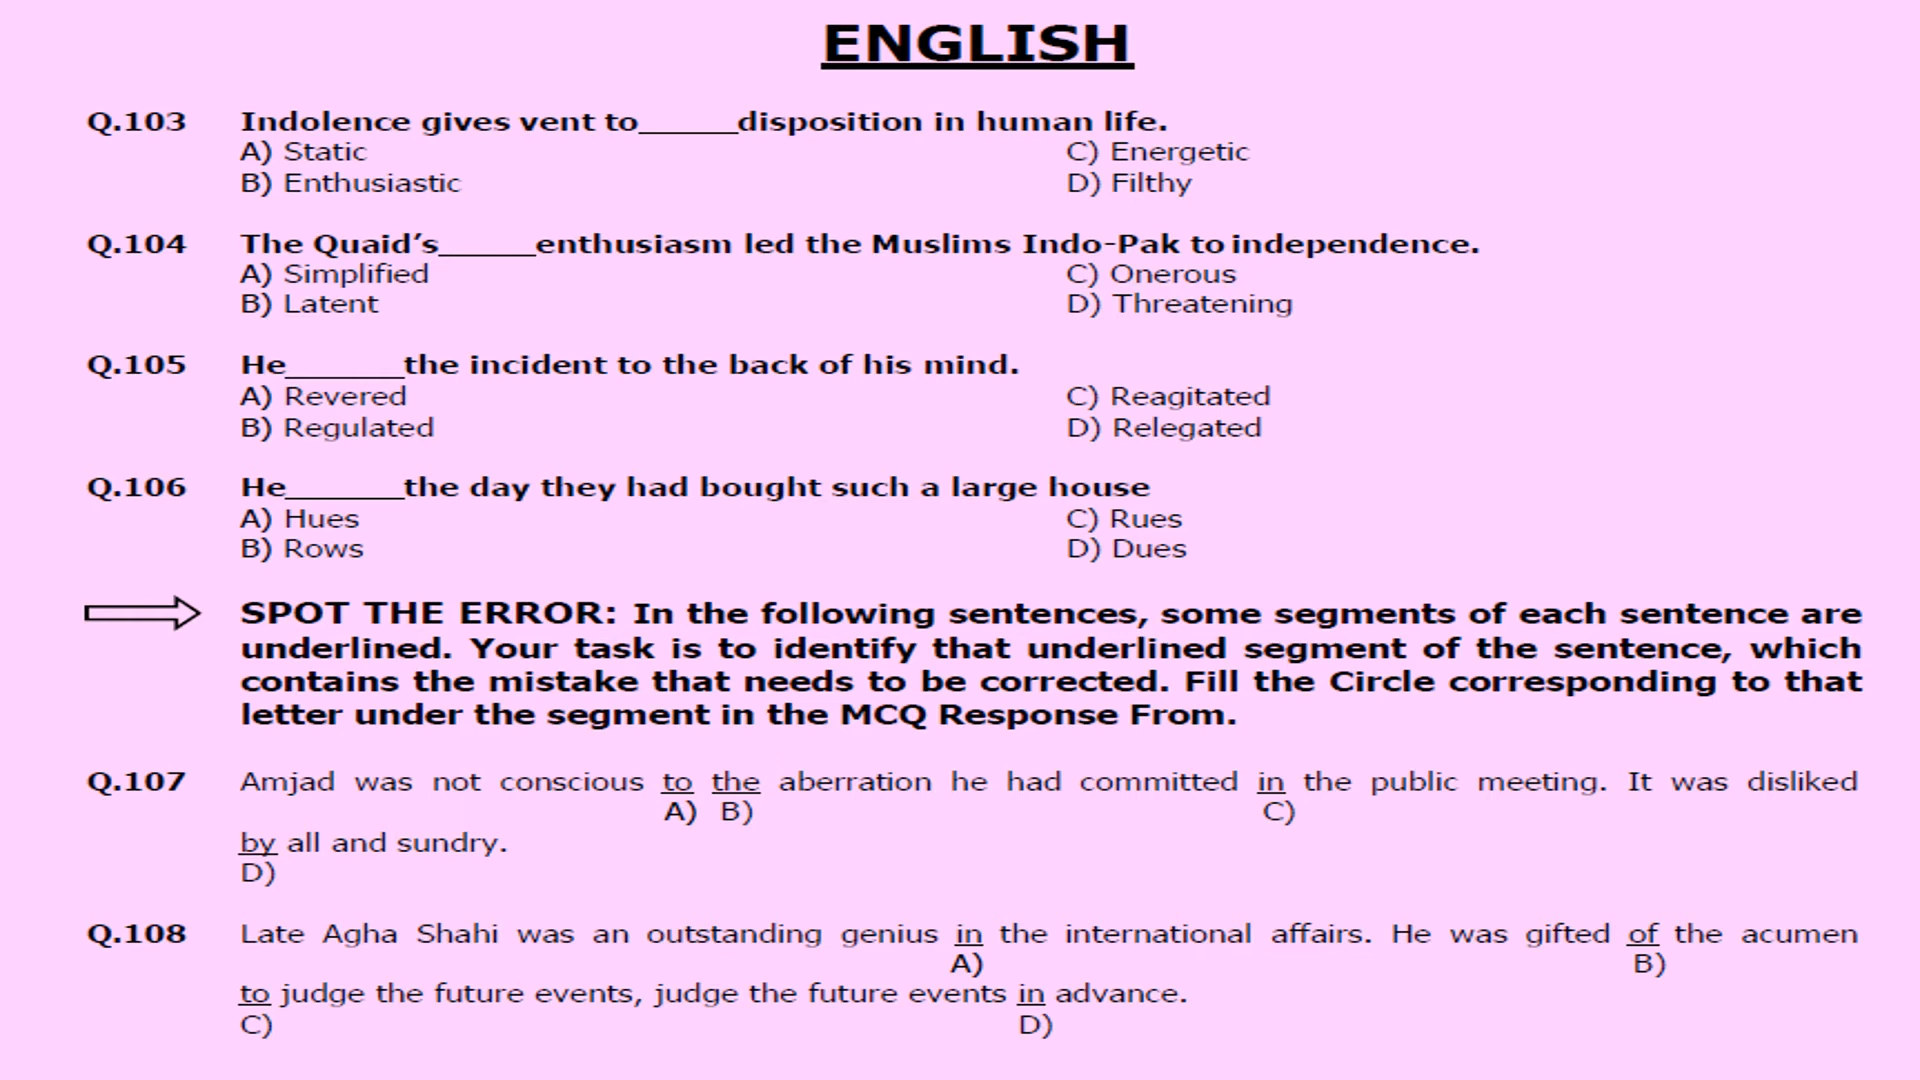 ENGLISH
Q.103 Indolence gives vent to______disposition in human life.
A) Static C) Energetic
B) Enthusiastic D) Filthy
Q.104 The Quaid’s______enthusiasm led the Muslims Indo-Pak to independence.
A) Simplified C) Onerous
B) Latent D) Threatening
Q.105 He_______the incident to the back of his mind.
A) Revered C) Reagitated
B) Regulated D) Relegated
Q.106 He_______the day they had bought such a large house
A) Hues C) Rues
B) Rows D) Dues
SPOT THE ERROR: In the following sentences, some segments of each sentence are
underlined. Your task is to identify that underlined segment of the sentence, which
contains the mistake that needs to be corrected. Fill the Circle corresponding to that
letter under the segment in the MCQ Response From.
Q.107 Amjad was not conscious to the aberration he had committed in the public meeting. It was disliked
A) B) C)
by all and sundry.
D)
Q.108 Late Agha Shahi was an outstanding genius in the international affairs. He was gifted of the acumen
A) B)
to judge the future events, judge the future events in advance.
C) D)